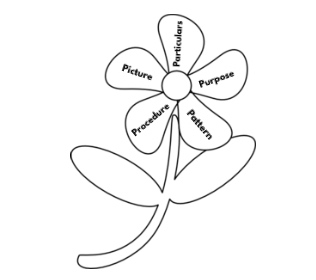 Particulars
Purpose
Pattern
Procedure
Picture